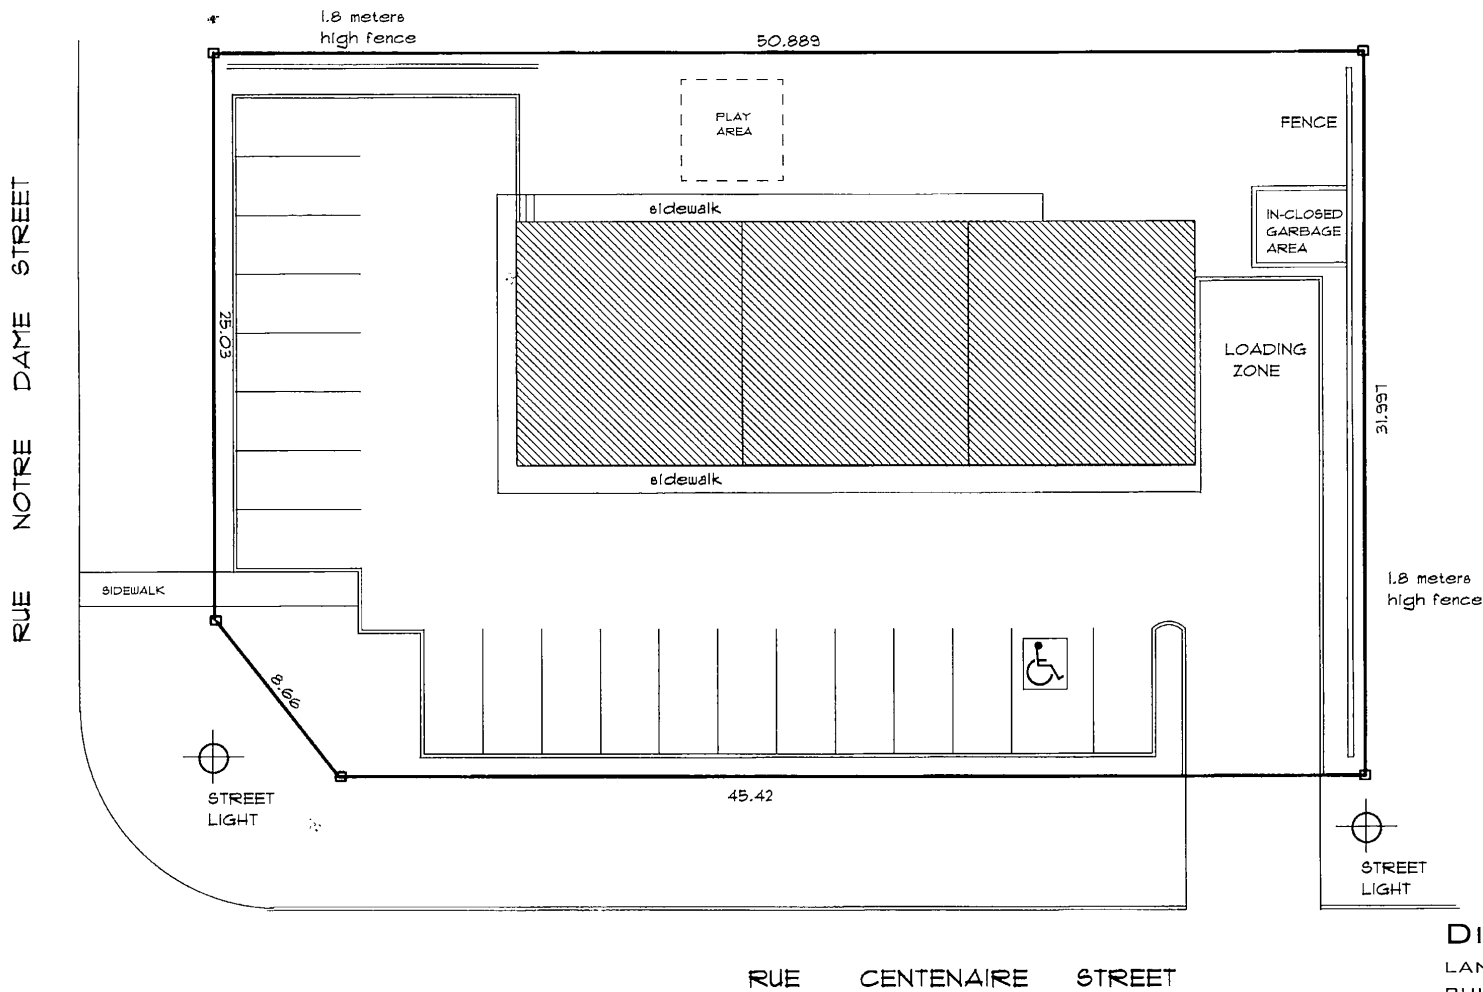 1.8 meters
high fence
50.889
PLAY
AREA
FENCE
sidewalk
IN-CLOSED
GARBAGE
AREA
RUE NOTRE DAME STREET
25.03
LOADING
ZONE
31.997
sidewalk
SIDEWALK
1.8 meters
high fence
8.66
STREET
LIGHT
45.42
STREET
LIGHT
RUE CENTENAIRE STREET